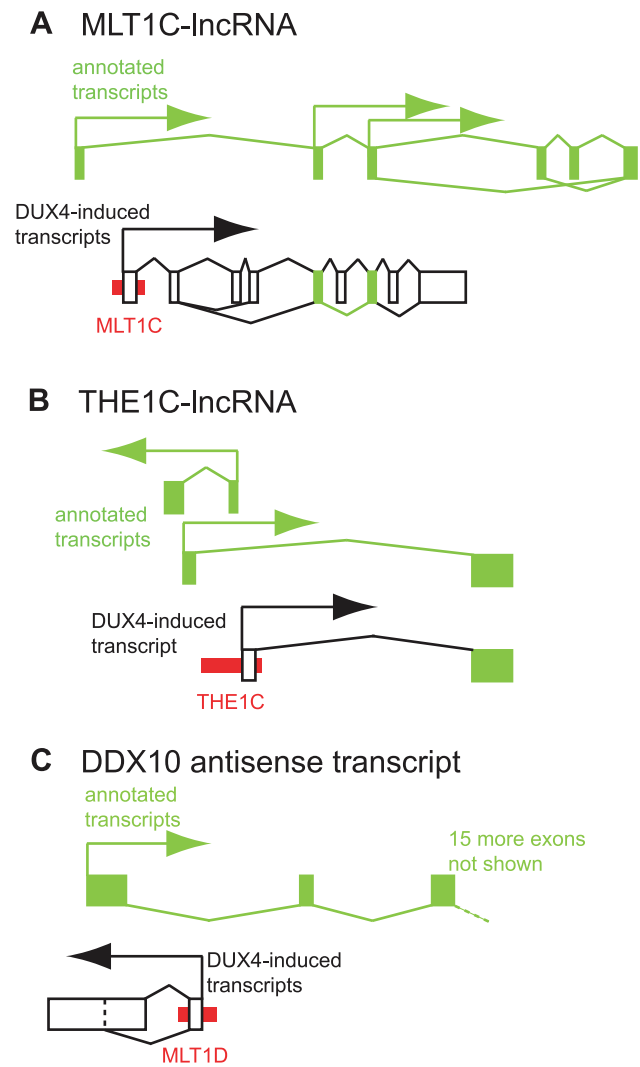 A MLT1C-lncRNA
annotated
transcripts
DUX4-induced
transcripts
MLT1C
B THE1C-lncRNA
annotated
transcripts
DUX4-induced
transcript
THE1C
C DDX10 antisense transcript
annotated
transcripts
15 more exons
not shown
DUX4-induced
transcripts
MLT1D